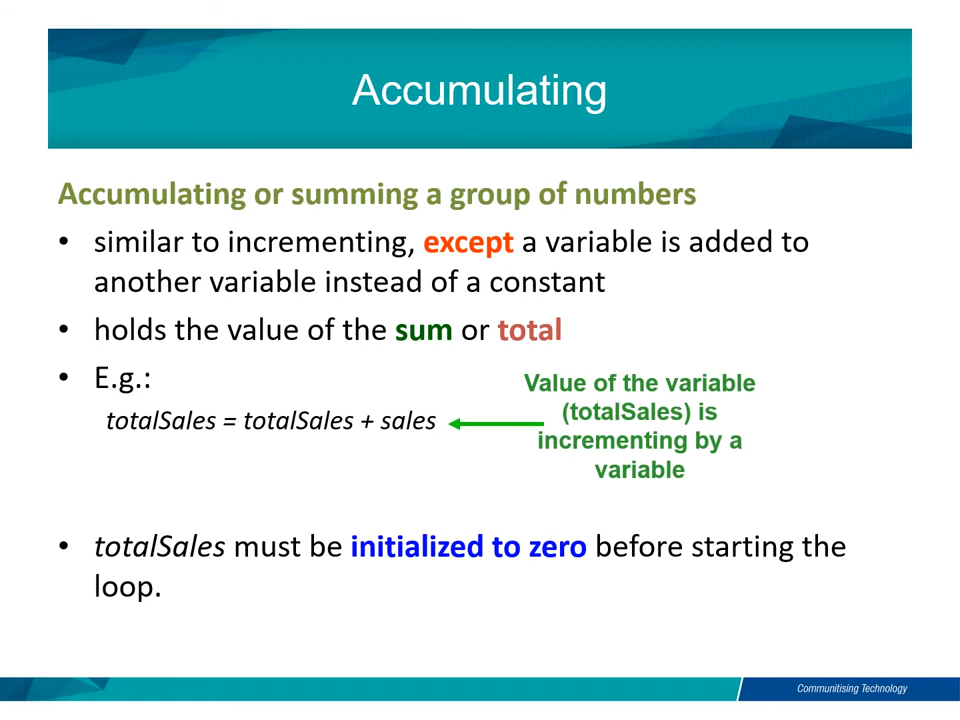 Accumulating
Accumulating or summing a group of numbers
• similar to incrementing, except a variable is added to
another variable instead of a constant
• holds the value of the sum or total
• E.g.:
totalSales = totalSales + sales
Value of the variable
(totalSales) is
incrementing by a
variable
• totalSales must be initialized to zero before starting the
loop.
Communitising Technology